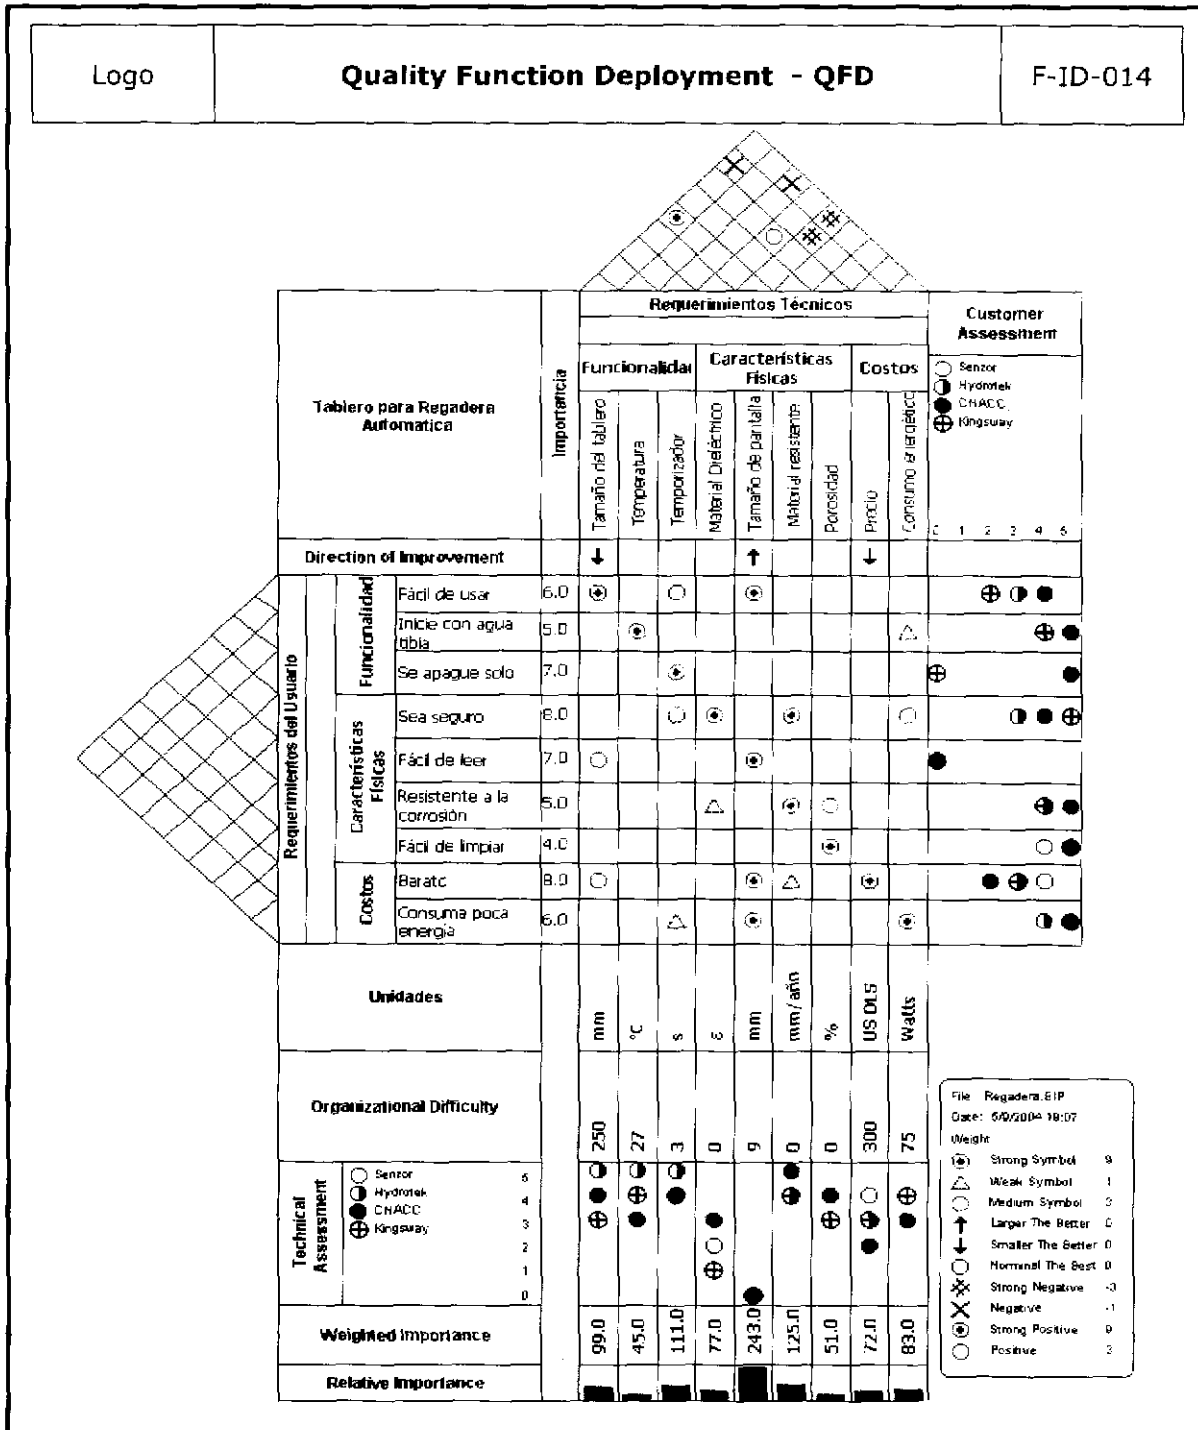 Logo
Quality Function Deployment - QFD
F-ID-014
Requerimientos Técnicos
Customer
Assessment
Funcionalidad
Características
Físicas
Costos
Senzor
Hydrotek
CHACC
Kingsway
Tablero para Regadera
Automatica
Importancia
Tamaño del tablero
Temperatura
Temporizador
Material Dieléctrico
Tamaño de pantalla
Material resistente
Porosidad
Precio
Consumo energético
0 1 2 3 4 5
Direction of Improvement
Requerimientos del Usuario
Funcionalidad
Fácil de usar 6.0
Inicie con agua
tibia 5.0
Se apague solo 7.0
Características
Físicas
Sea seguro 8.0
Fácil de leer 7.0
Resistente a la
corrosión 5.0
Fácil de limpiar 4.0
Costos
Barato 8.0
Consuma poca
energía 6.0
Unidades
mm °C s ε mm mm/año % US DLS Watts
Organizational Difficulty
250 27 3 0 9 0 0 300 75
Technical
Assessment
Senzor
Hydrotek
CHACC
Kingsway
5
4
3
2
1
0
Weighted Importance
99.0 45.0 111.0 77.0 243.0 125.0 51.0 72.0 83.0
Relative Importance
File Regadera.EIP
Date: 5/9/2004 18:07
Weight
Strong Symbol 9
Weak Symbol 1
Medium Symbol 3
Larger The Better 0
Smaller The Better 0
Nominal The Best 0
Strong Negative -3
Negative -1
Strong Positive 9
Positive 3